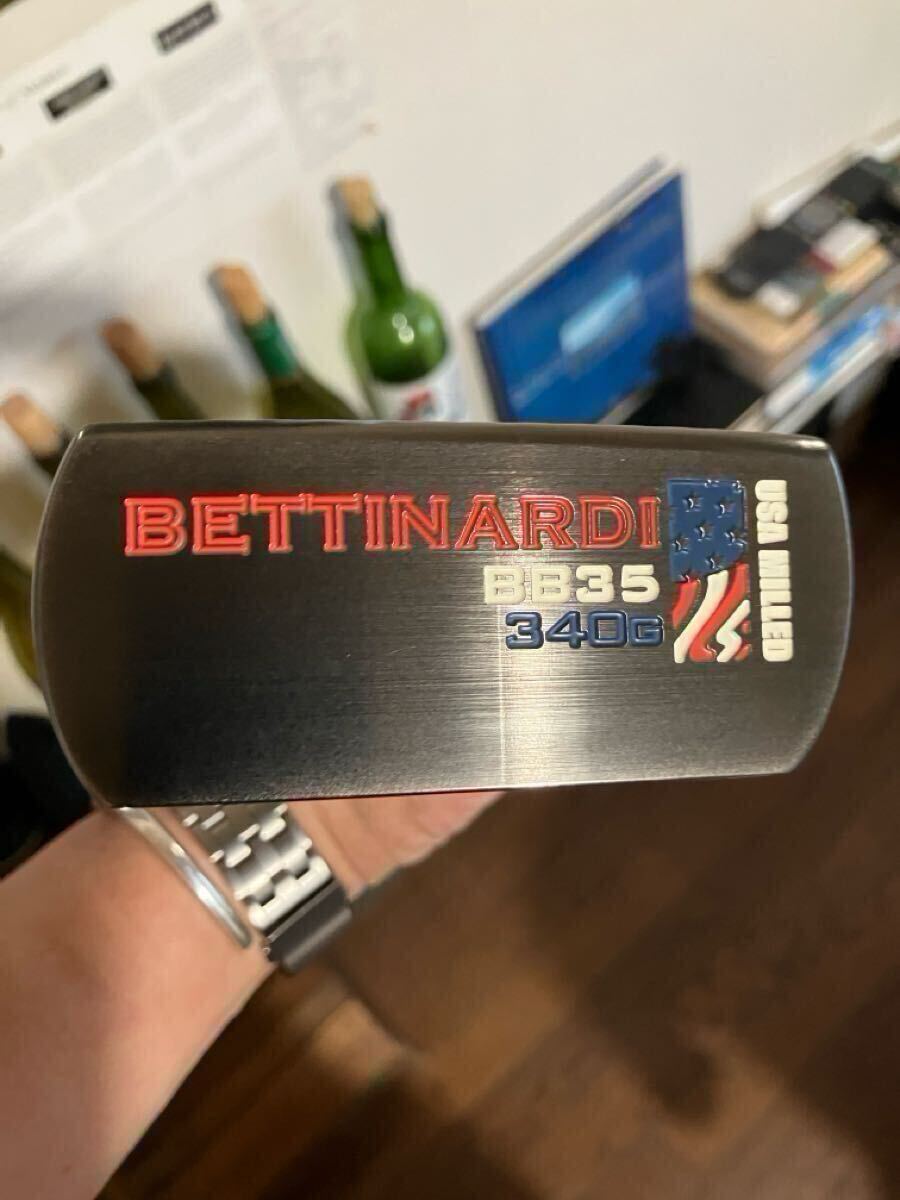 BETTINARDI
BB35
340G
USA MILLED